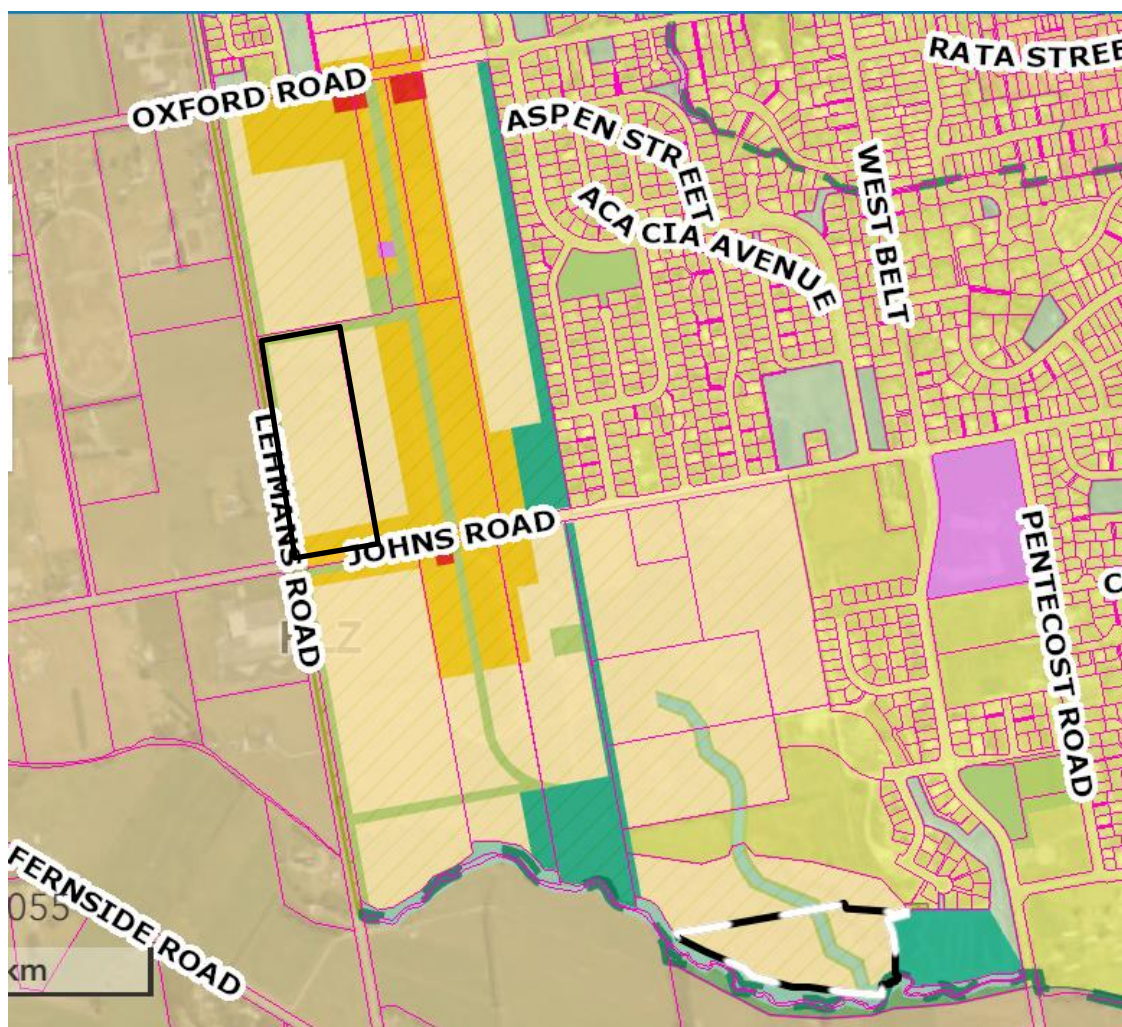 RATA STREE
OXFORD ROAD
ASPEN STREET
WEST BELT
ACACIA AVENUE
LEHMANS ROAD
JOHNS ROAD
PENTECOST ROAD
FERNSIDE ROAD
055
km